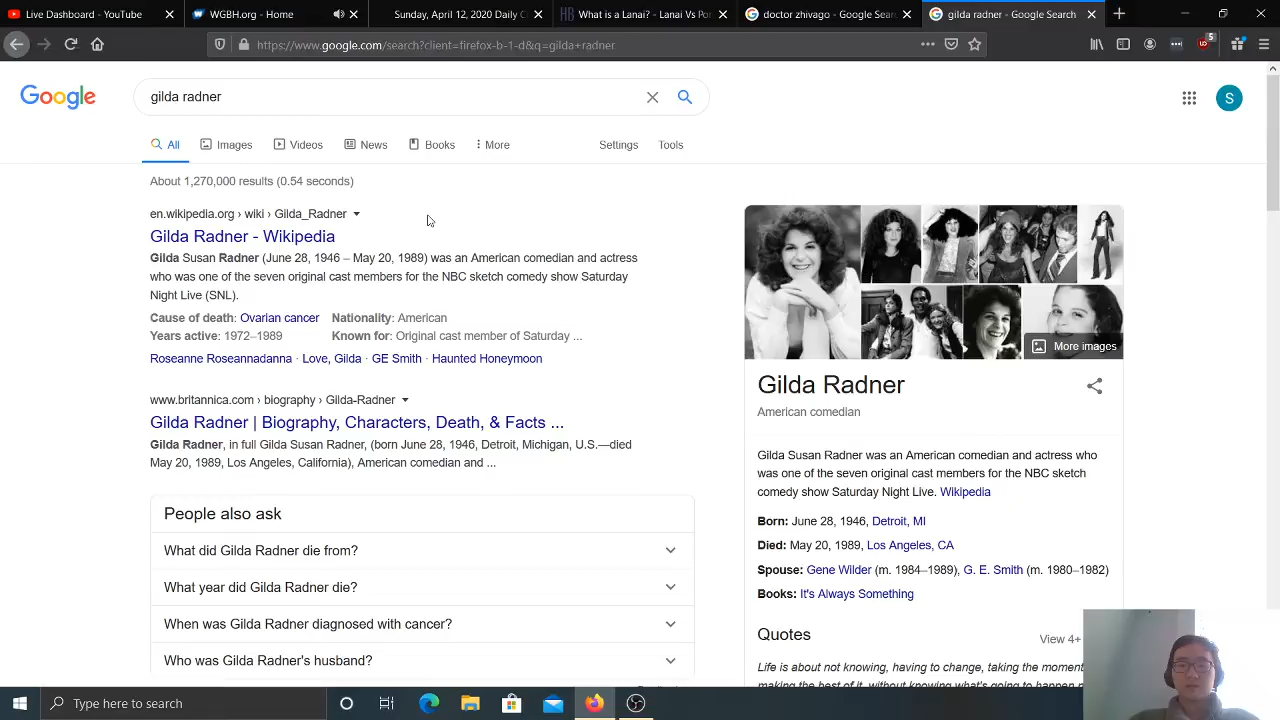 Live Dashboard - YouTube
WGBH.org - Home
Sunday, April 12, 2020 Daily C
What is a Lanai? - Lanai Vs Po
doctor zhivago - Google Searc
gilda radner - Google Search
https://www.google.com/search?client=firefox-b-1-d&q=gilda+radner
5
Google
gilda radner
S
All
Images
Videos
News
Books
More
Settings
Tools
About 1,270,000 results (0.54 seconds)
en.wikipedia.org › wiki › Gilda_Radner
Gilda Radner - Wikipedia
Gilda Susan Radner (June 28, 1946 – May 20, 1989) was an American comedian and actress
who was one of the seven original cast members for the NBC sketch comedy show Saturday
Night Live (SNL).
Cause of death: Ovarian cancer Nationality: American
Years active: 1972–1989 Known for: Original cast member of Saturday ...
Roseanne Roseannadanna · Love, Gilda · GE Smith · Haunted Honeymoon
www.britannica.com › biography › Gilda-Radner
Gilda Radner | Biography, Characters, Death, & Facts ...
Gilda Radner, in full Gilda Susan Radner, (born June 28, 1946, Detroit, Michigan, U.S.—died
May 20, 1989, Los Angeles, California), American comedian and ...
People also ask
What did Gilda Radner die from?
What year did Gilda Radner die?
When was Gilda Radner diagnosed with cancer?
Who was Gilda Radner's husband?
More images
Gilda Radner
American comedian
Gilda Susan Radner was an American comedian and actress who
was one of the seven original cast members for the NBC sketch
comedy show Saturday Night Live. Wikipedia
Born: June 28, 1946, Detroit, MI
Died: May 20, 1989, Los Angeles, CA
Spouse: Gene Wilder (m. 1984–1989), G. E. Smith (m. 1980–1982)
Books: It's Always Something
Quotes
View 4+
Life is about not knowing, having to change, taking the moment
making the best of it, without knowing what's going to happen
Type here to search